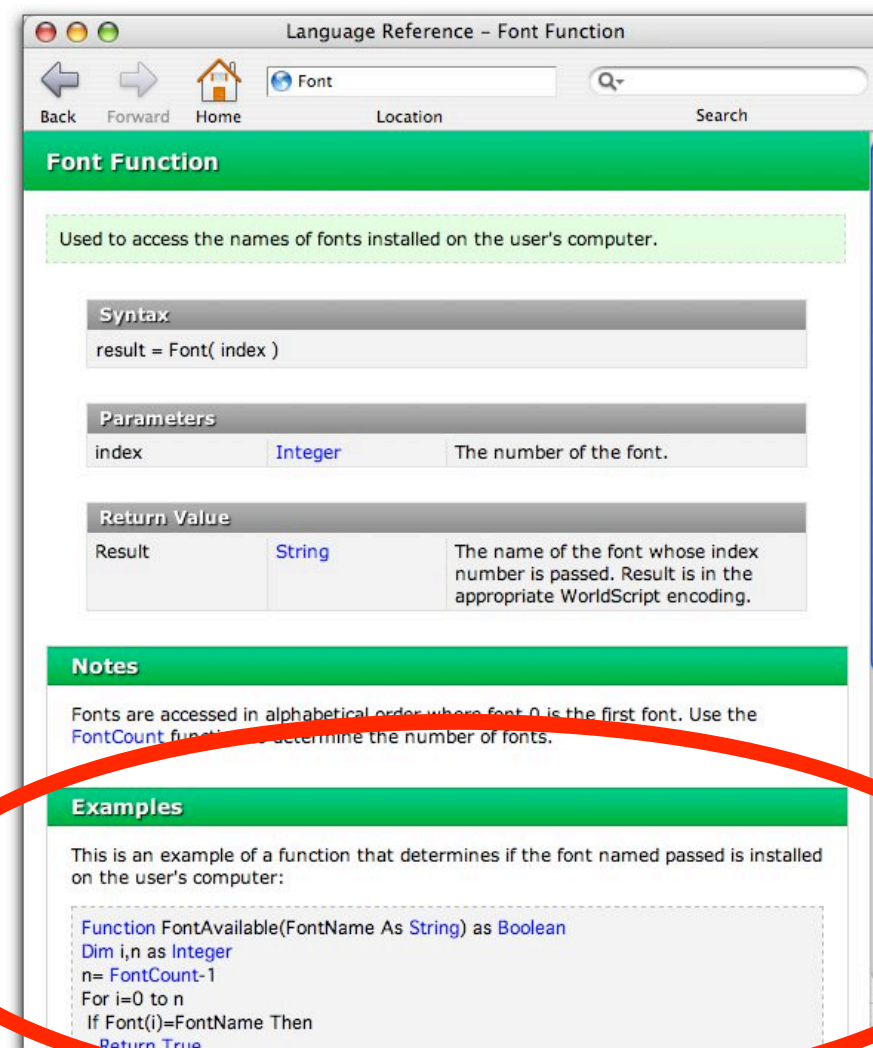 Language Reference – Font Function
Font
Back Forward Home Location Search
Font Function
Used to access the names of fonts installed on the user's computer.
Syntax
result = Font( index )
Parameters
index Integer The number of the font.
Return Value
Result String The name of the font whose index
number is passed. Result is in the
appropriate WorldScript encoding.
Notes
Fonts are accessed in alphabetical order where font 0 is the first font. Use the
FontCount function to determine the number of fonts.
Examples
This is an example of a function that determines if the font named passed is installed
on the user's computer:
Function FontAvailable(FontName As String) as Boolean
Dim i,n as Integer
n= FontCount-1
For i=0 to n
If Font(i)=FontName Then
Return True